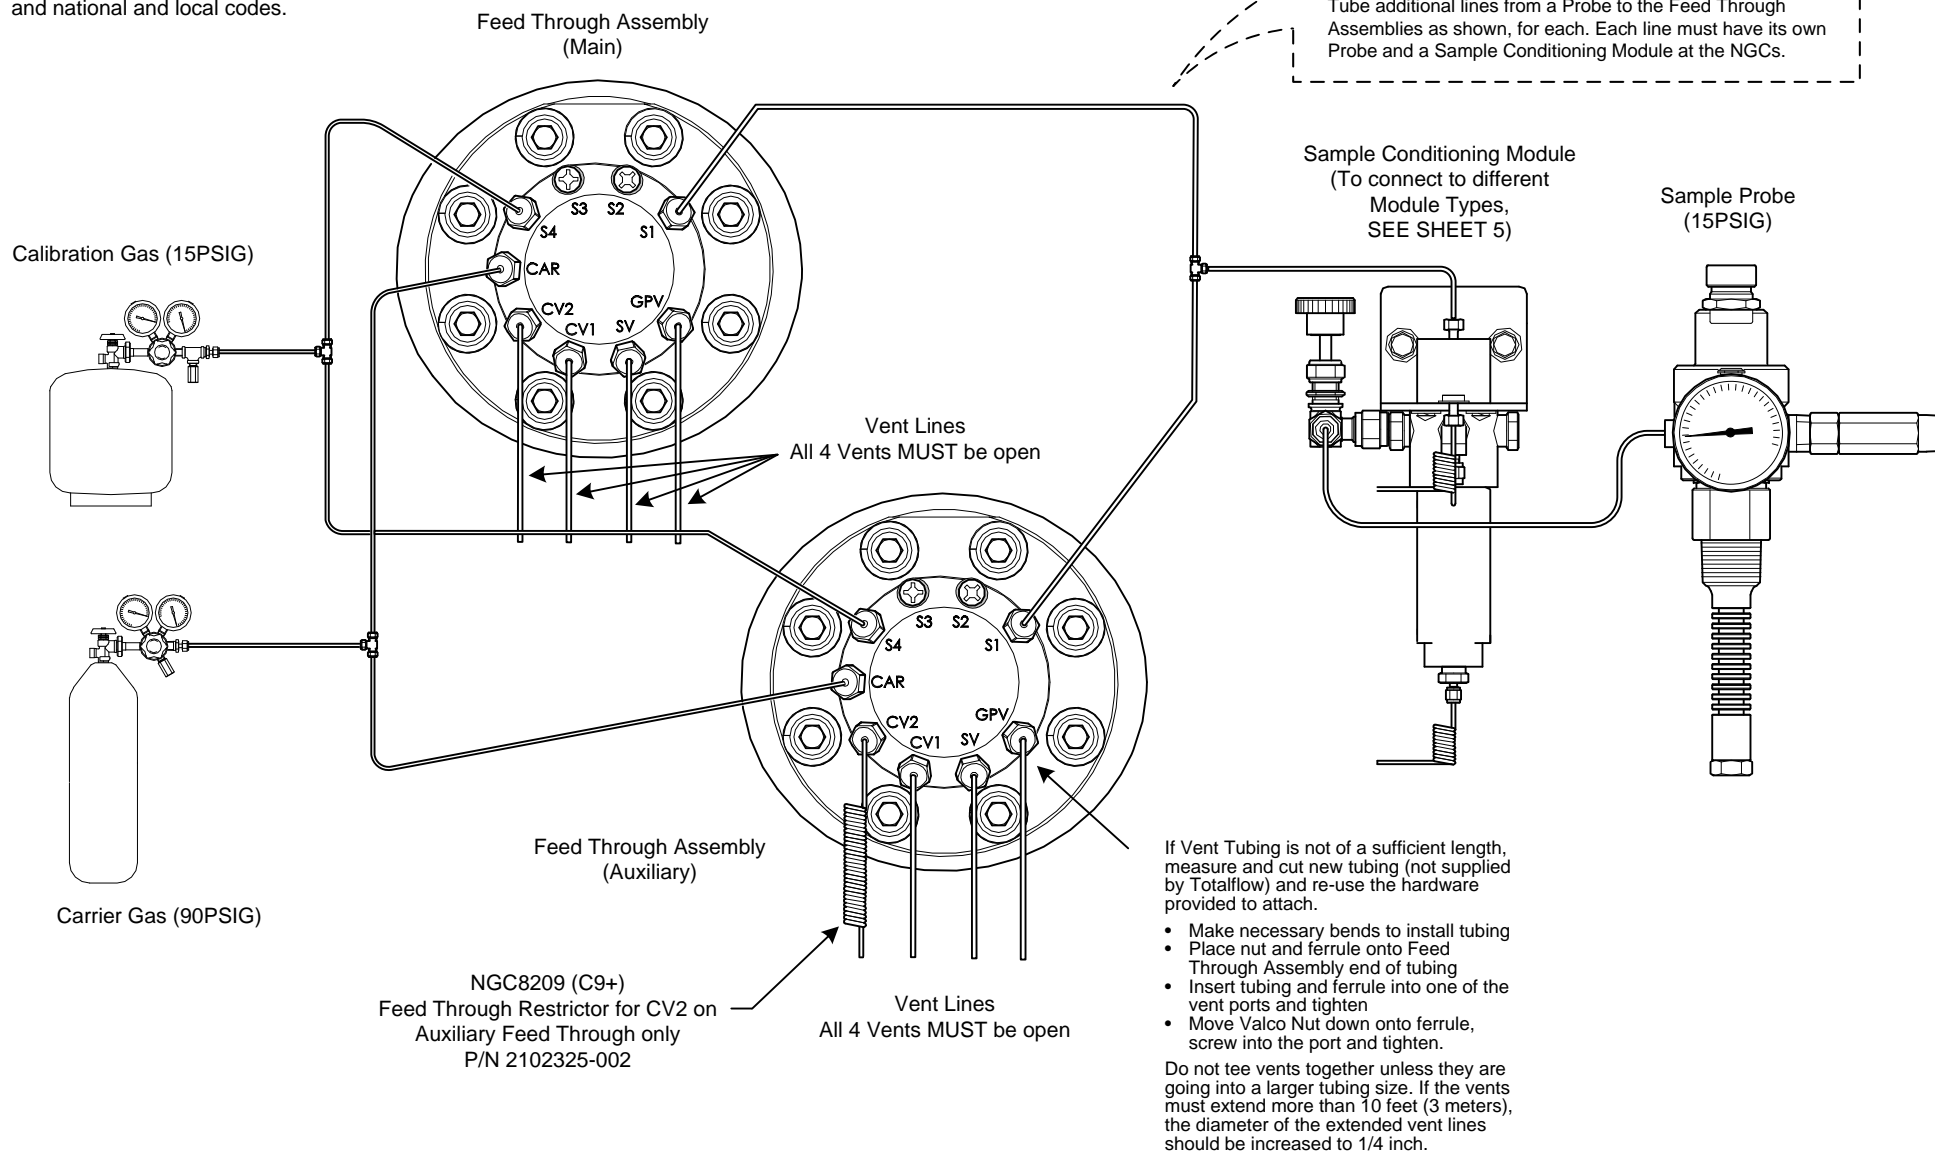 and national and local codes.
Feed Through Assembly
(Main)
Tube additional lines from a Probe to the Feed Through
Assemblies as shown, for each. Each line must have its own
Probe and a Sample Conditioning Module at the NGCs.
Sample Conditioning Module
(To connect to different
Module Types,
SEE SHEET 5)
Sample Probe
(15PSIG)
Calibration Gas (15PSIG)
S3
S2
S4
S1
CAR
CV2
GPV
CV1
SV
Vent Lines
All 4 Vents MUST be open
S3
S2
S4
S1
CAR
CV2
GPV
CV1
SV
Feed Through Assembly
(Auxiliary)
Carrier Gas (90PSIG)
NGC8209 (C9+)
Feed Through Restrictor for CV2 on
Auxiliary Feed Through only
P/N 2102325-002
Vent Lines
All 4 Vents MUST be open
If Vent Tubing is not of a sufficient length,
measure and cut new tubing (not supplied
by Totalflow) and re-use the hardware
provided to attach.
• Make necessary bends to install tubing
• Place nut and ferrule onto Feed
Through Assembly end of tubing
• Insert tubing and ferrule into one of the
vent ports and tighten
• Move Valco Nut down onto ferrule,
screw into the port and tighten.
Do not tee vents together unless they are
going into a larger tubing size. If the vents
must extend more than 10 feet (3 meters),
the diameter of the extended vent lines
should be increased to 1/4 inch.